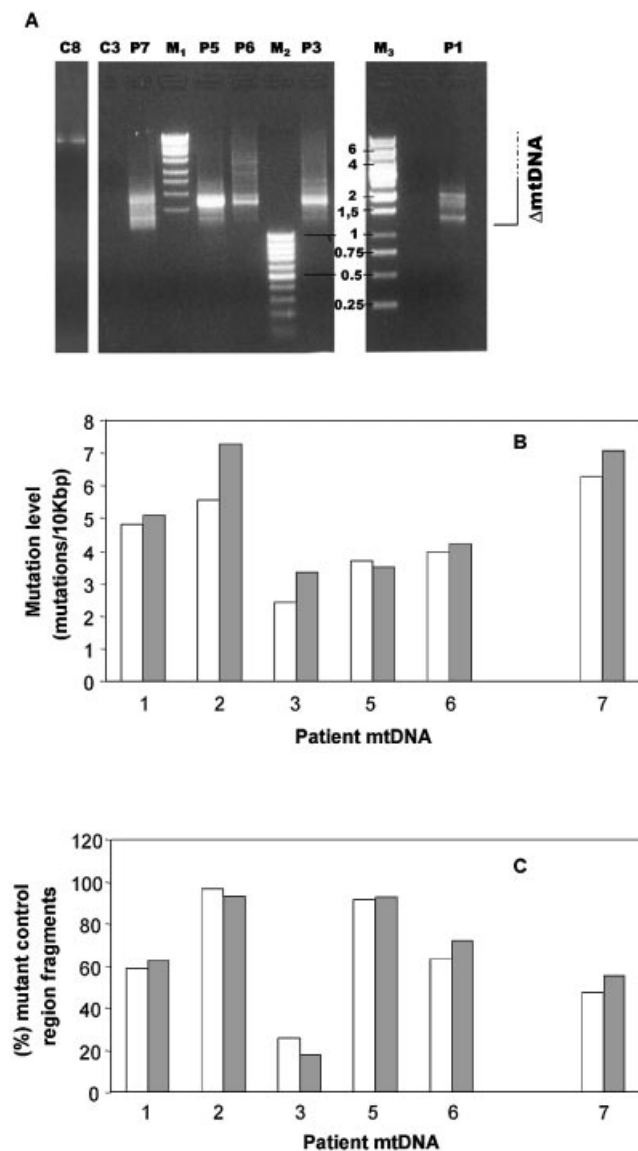 A
C8 C3 P7 M1 P5 P6 M2 P3 M3 P1
6
4
2
1,5
1
0.75
0.5
0.25
ΔmtDNA
B
Mutation level
(mutations/10Kbp)
8
7
6
5
4
3
2
1
0
1 2 3 5 6 7
Patient mtDNA
C
(%) mutant control
region fragments
120
100
80
60
40
20
0
1 2 3 5 6 7
Patient mtDNA